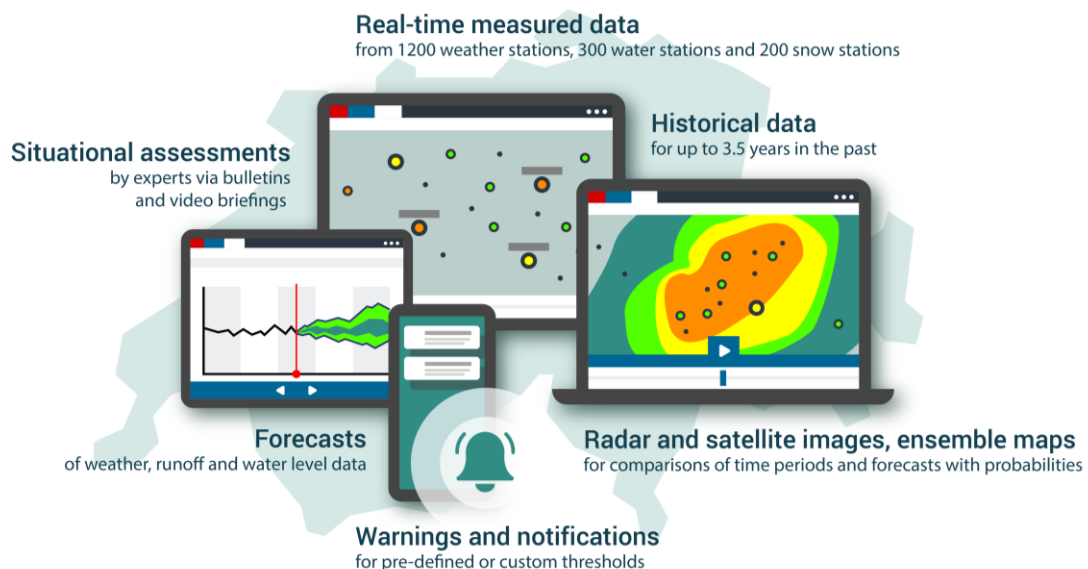 Real-time measured data
from 1200 weather stations, 300 water stations and 200 snow stations
Historical data
for up to 3.5 years in the past
Situational assessments
by experts via bulletins
and video briefings
Forecasts
of weather, runoff and water level data
Radar and satellite images, ensemble maps
for comparisons of time periods and forecasts with probabilities
Warnings and notifications
for pre-defined or custom thresholds